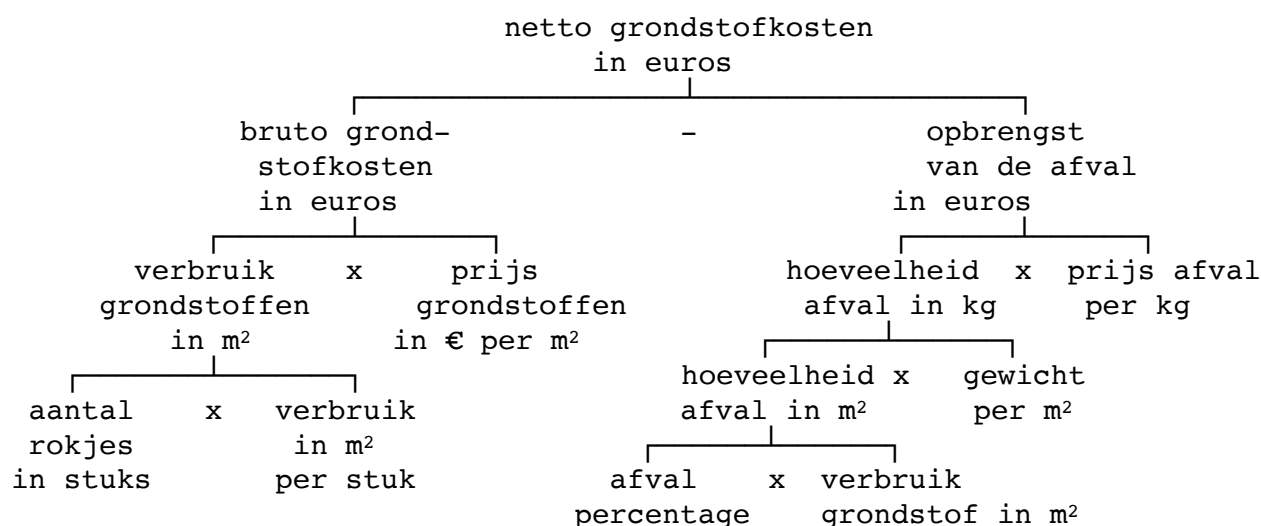 netto grondstofkosten
in euros
bruto grond- – opbrengst
stofkosten van de afval
in euros in euros
verbruik x prijs hoeveelheid x prijs afval
grondstoffen grondstoffen afval in kg per kg
in m² in € per m²
hoeveelheid x gewicht
afval in m² per m²
aantal x verbruik
rokjes in m²
in stuks per stuk
afval x verbruik
percentage grondstof in m²